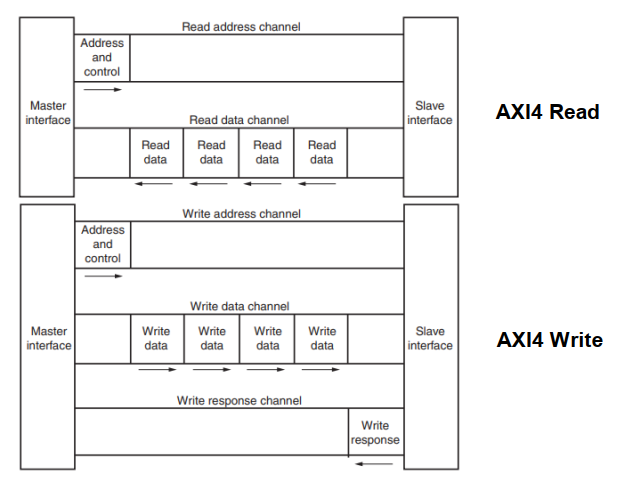 Read address channel
Address
and
control
Master
interface
Slave
interface
AXI4 Read
Read data channel
Read
data
Read
data
Read
data
Read
data
Write address channel
Address
and
control
Write data channel
Master
interface
Write
data
Write
data
Write
data
Write
data
Slave
interface
AXI4 Write
Write response channel
Write
response